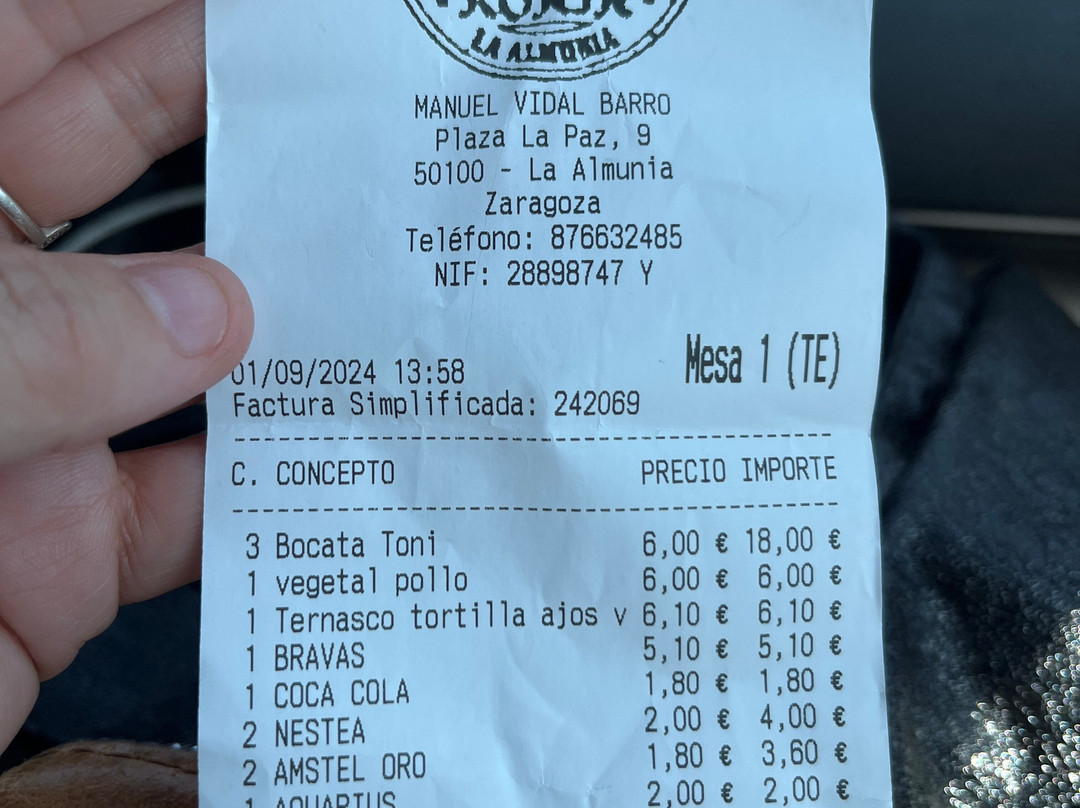 LA ALMUNIA
MANUEL VIDAL BARRO
Plaza La Paz, 9
50100 - La Almunia
Zaragoza
Teléfono: 876632485
NIF: 28898747 Y
Mesa 1 (TE)
01/09/2024 13:58
Factura Simplificada: 242069
C. CONCEPTO PRECIO IMPORTE
3 Bocata Toni 6,00 € 18,00 €
1 vegetal pollo 6,00 € 6,00 €
1 Ternasco tortilla ajos v 6,10 € 6,10 €
1 BRAVAS 5,10 € 5,10 €
1 COCA COLA 1,80 € 1,80 €
2 NESTEA 2,00 € 4,00 €
2 AMSTEL ORO 1,80 € 3,60 €
1 AQUARIUS 2,00 € 2,00 €